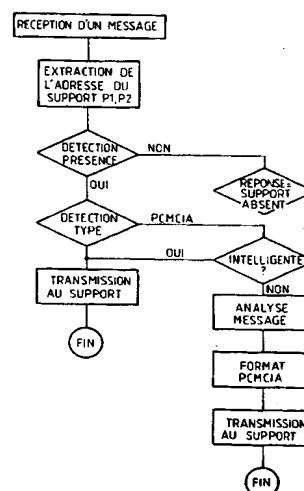 RECEPTION D'UN MESSAGE
EXTRACTION DE
L'ADRESSE DU
SUPPORT P1,P2
DETECTION
PRESENCE
NON
OUI
REPONSE=
SUPPORT
ABSENT
DETECTION
TYPE
PCMCIA
OUI
INTELLIGENTE
?
NON
TRANSMISSION
AU SUPPORT
ANALYSE
MESSAGE
FIN
FORMAT
PCMCIA
TRANSMISSION
AU SUPPORT
FIN